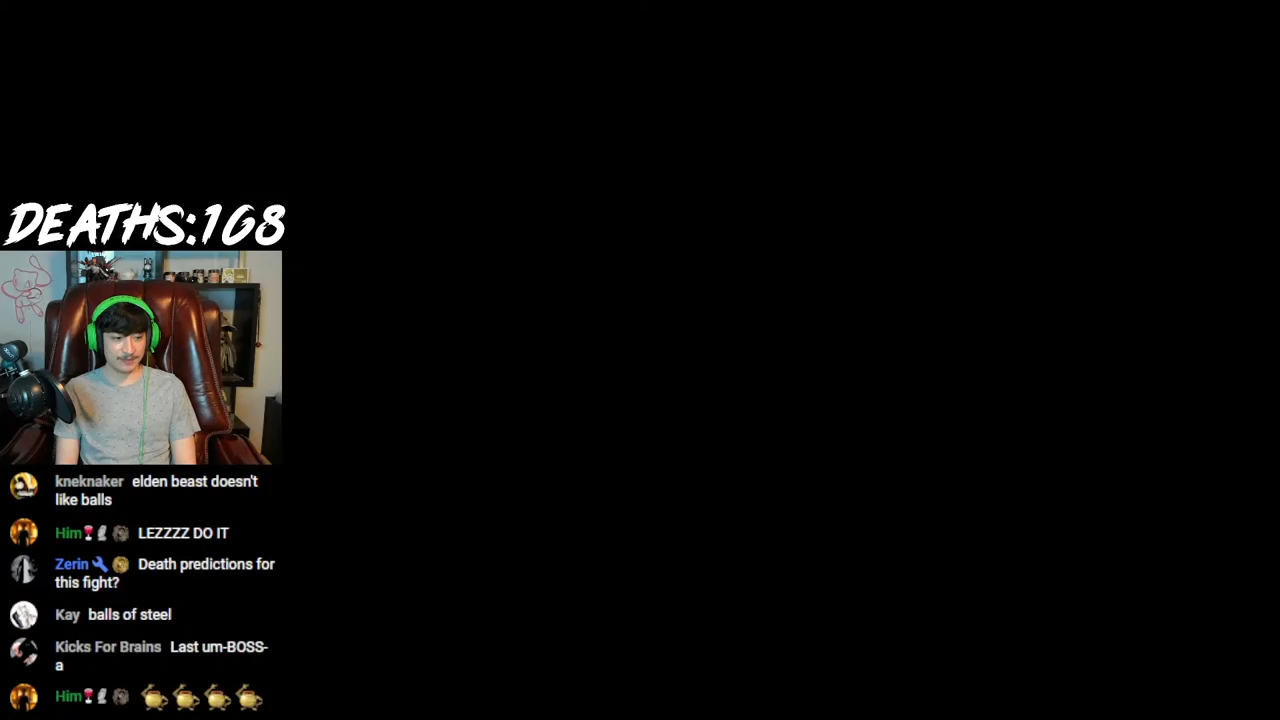 DEATHS:168
kneknaker elden beast doesn't
like balls
Him LEZZZZ DO IT
Zerin Death predictions for
this fight?
Kay balls of steel
Kicks For Brains Last um-BOSS-
a
Him